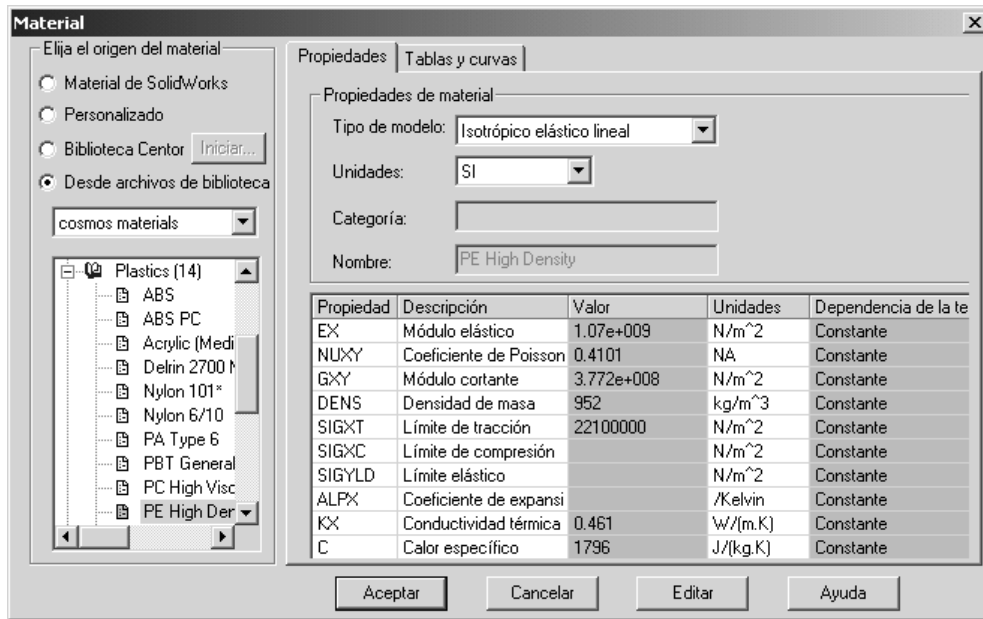 Material
Elija el origen del material
Material de SolidWorks
Personalizado
Biblioteca Centor Iniciar...
Desde archivos de biblioteca
cosmos materials
Plastics (14)
ABS
ABS PC
Acrylic (Medi
Delrin 2700 N
Nylon 101*
Nylon 6/10
PA Type 6
PBT General
PC High Visc
PE High Der
Propiedades Tablas y curvas
Propiedades de material
Tipo de modelo: Isotrópico elástico lineal
Unidades: SI
Categoría:
Nombre: PE High Density
Propiedad Descripción Valor Unidades Dependencia de la te
EX Módulo elástico 1.07e+009 N/m^2 Constante
NUXY Coeficiente de Poisson 0.4101 NA Constante
GXY Módulo cortante 3.772e+008 N/m^2 Constante
DENS Densidad de masa 952 kg/m^3 Constante
SIGXT Límite de tracción 22100000 N/m^2 Constante
SIGXC Límite de compresión N/m^2 Constante
SIGYLD Límite elástico N/m^2 Constante
ALPX Coeficiente de expansi /Kelvin Constante
KX Conductividad térmica 0.461 W/(m.K) Constante
C Calor específico 1796 J/(kg.K) Constante
Aceptar Cancelar Editar Ayuda